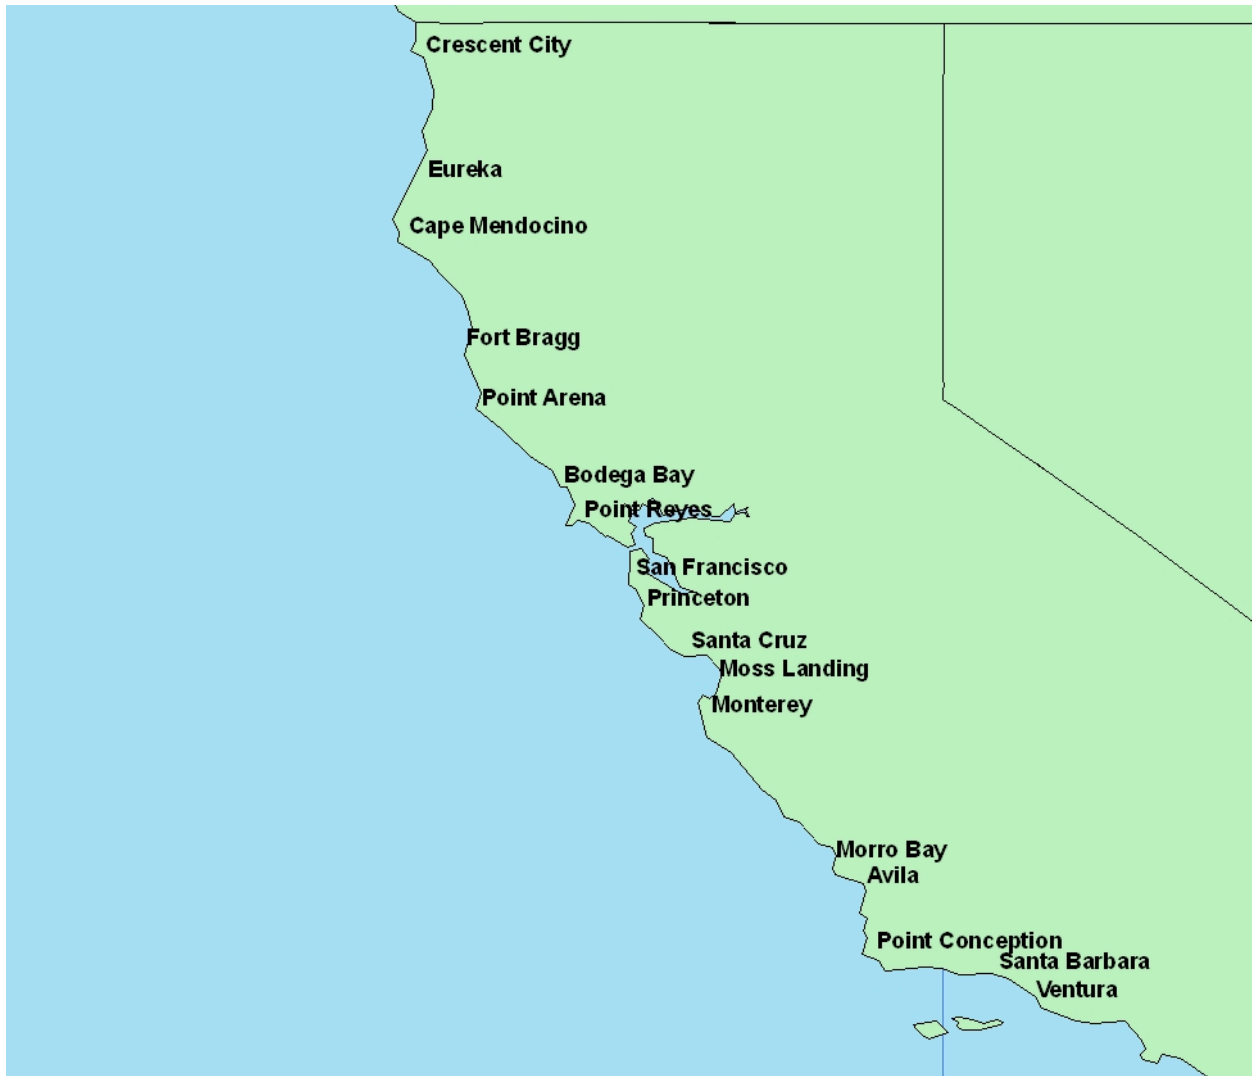 Crescent City
Eureka
Cape Mendocino
Fort Bragg
Point Arena
Bodega Bay
Point Reyes
San Francisco
Princeton
Santa Cruz
Moss Landing
Monterey
Morro Bay
Avila
Point Conception
Santa Barbara
Ventura